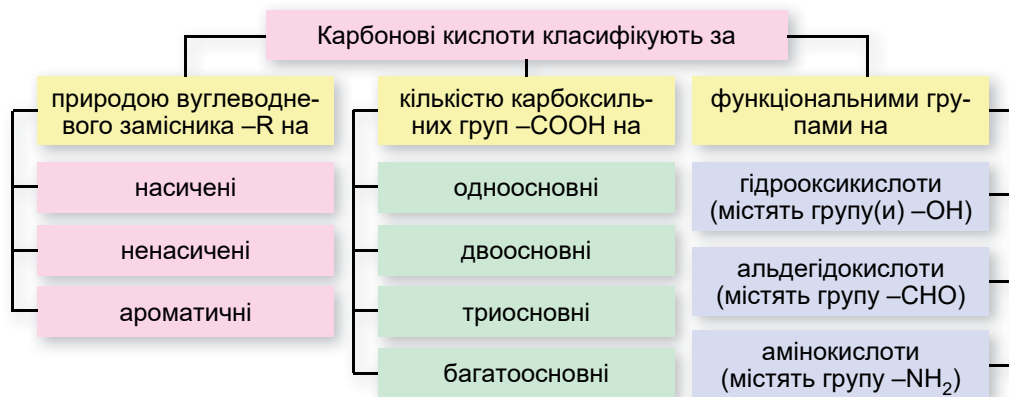 Карбонові кислоти класифікують за
природою вуглеводне-
вого замісника –R на
насичені
ненасичені
ароматичні
кількістю карбоксиль-
них груп –COOH на
одноосновні
двоосновні
триосновні
багатоосновні
функціональними гру-
пами на
гідрооксикислоти
(містять групу(и) –OH)
альдегідокислоти
(містять групу –CHO)
амінокислоти
(містять групу –NH₂)